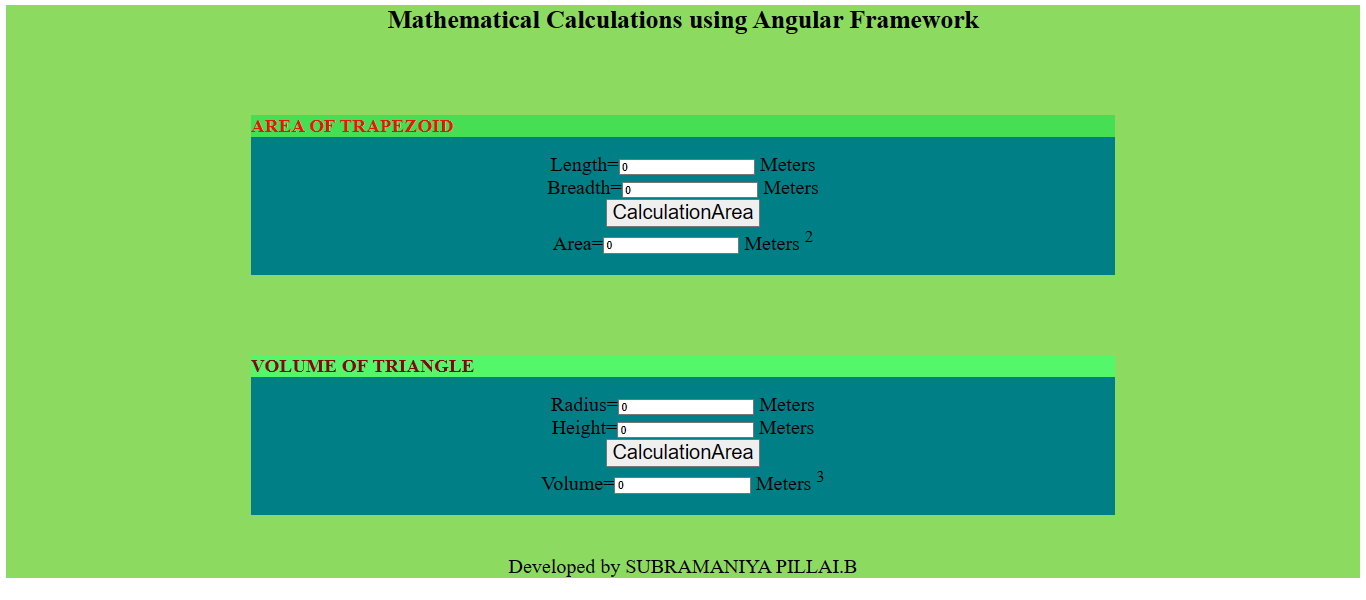 Mathematical Calculations using Angular Framework
AREA OF TRAPEZOID
Length=0 Meters
Breadth=0 Meters
CalculationArea
Area=0 Meters 2
VOLUME OF TRIANGLE
Radius=0 Meters
Height=0 Meters
CalculationArea
Volume=0 Meters 3
Developed by SUBRAMANIYA PILLAI.B